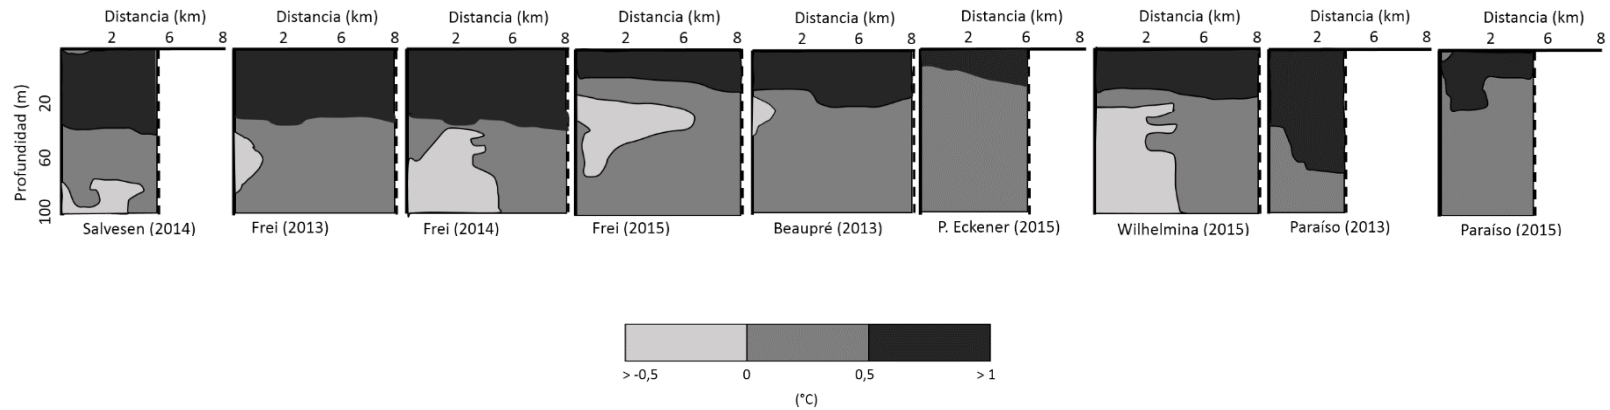 Distancia (km) Distancia (km) Distancia (km) Distancia (km) Distancia (km) Distancia (km) Distancia (km) Distancia (km) Distancia (km)
2 6 8 2 6 8 2 6 8 2 6 8 2 6 8 2 6 8 2 6 8 2 6 8 2 6 8
Profundidad (m)
20
60
100
Salvesen (2014) Frei (2013) Frei (2014) Frei (2015) Beaupré (2013) P. Eckener (2015) Wilhelmina (2015) Paraíso (2013) Paraíso (2015)
> -0,5 0 0,5 > 1
(°C)